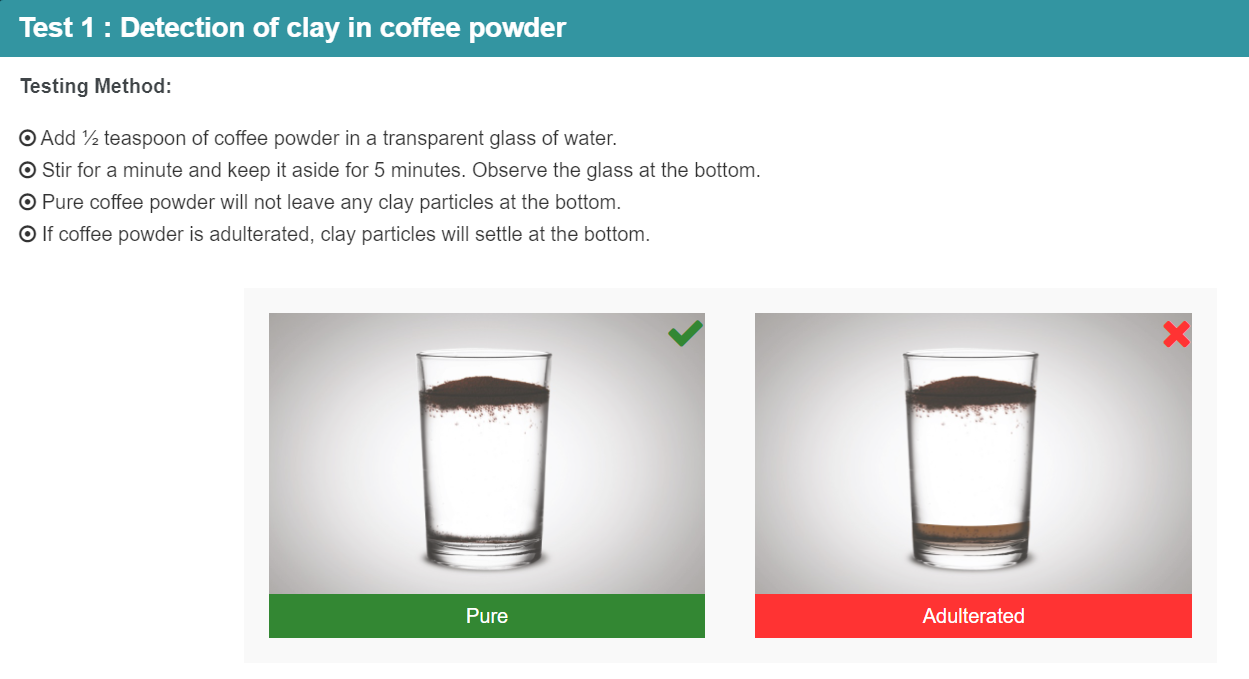 Test 1 : Detection of clay in coffee powder
Testing Method:
Add ½ teaspoon of coffee powder in a transparent glass of water.
Stir for a minute and keep it aside for 5 minutes. Observe the glass at the bottom.
Pure coffee powder will not leave any clay particles at the bottom.
If coffee powder is adulterated, clay particles will settle at the bottom.
Pure
Adulterated